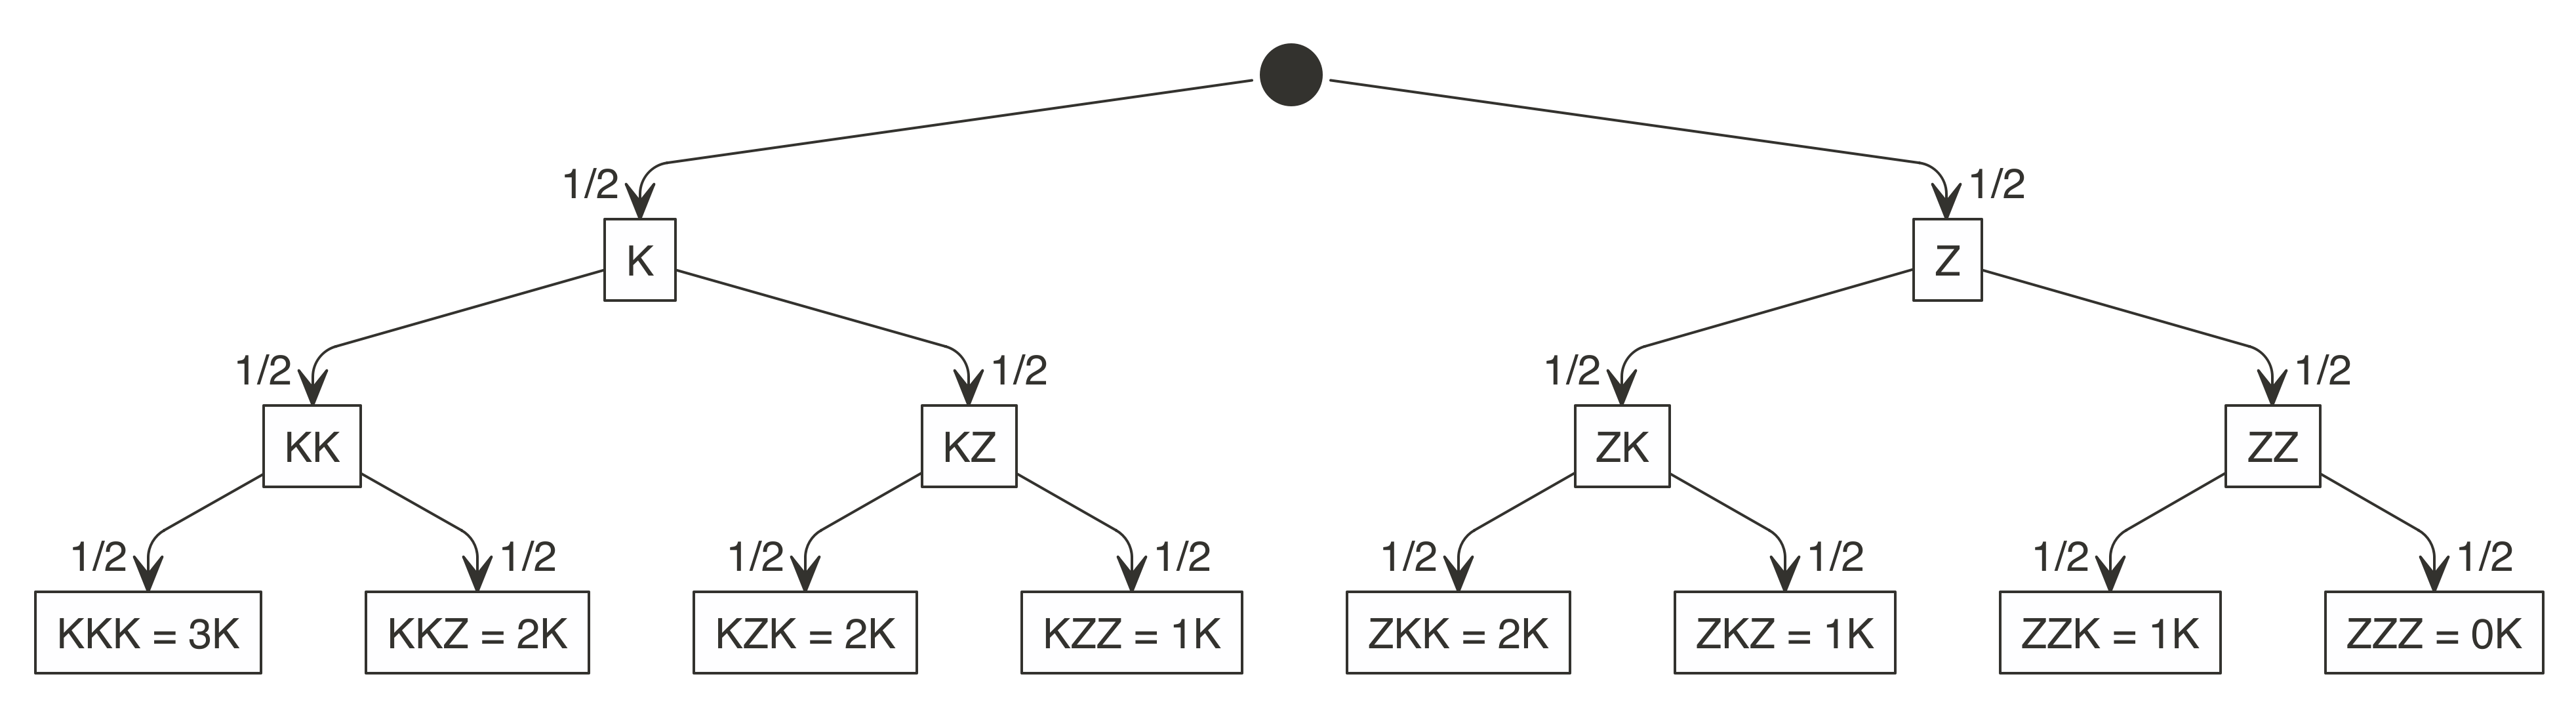 1/2
1/2
K
Z
1/2
1/2
1/2
1/2
KK
KZ
ZK
ZZ
1/2
1/2
1/2
1/2
1/2
1/2
1/2
1/2
KKK = 3K
KKZ = 2K
KZK = 2K
KZZ = 1K
ZKK = 2K
ZKZ = 1K
ZZK = 1K
ZZZ = 0K